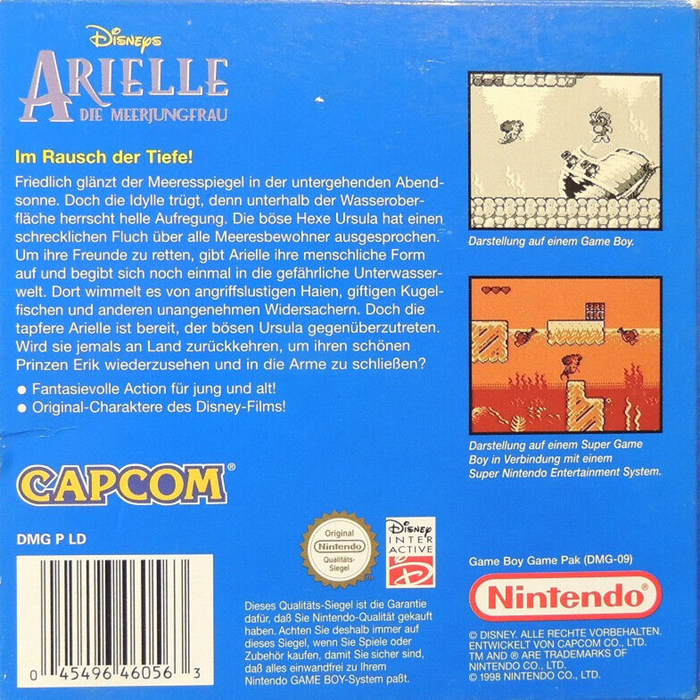 Disneys
ARIELLE
DIE MEERJUNGFRAU
Im Rausch der Tiefe!
Friedlich glänzt der Meeresspiegel in der untergehenden Abend-
sonne. Doch die Idylle trügt, denn unterhalb der Wasserober-
fläche herrscht helle Aufregung. Die böse Hexe Ursula hat einen
schrecklichen Fluch über alle Meeresbewohner ausgesprochen.
Um ihre Freunde zu retten, gibt Arielle ihre menschliche Form
auf und begibt sich noch einmal in die gefährliche Unterwasser-
welt. Dort wimmelt es von angriffslustigen Haien, giftigen Kugel-
fischen und anderen unangenehmen Widersachern. Doch die
tapfere Arielle ist bereit, der bösen Ursula gegenüberzutreten.
Wird sie jemals an Land zurückkehren, um ihren schönen
Prinzen Erik wiederzusehen und in die Arme zu schließen?
● Fantasievolle Action für jung und alt!
● Original-Charaktere des Disney-Films!
Darstellung auf einem Game Boy.
Darstellung auf einem Super Game
Boy in Verbindung mit einem
Super Nintendo Entertainment System.
CAPCOM®
DMG P LD
0 45496 46056 3
Original
Nintendo
Qualitäts-
Siegel
Disney
INTER
ACTIVE
D
Dieses Qualitäts-Siegel ist die Garantie
dafür, daß Sie Nintendo-Qualität gekauft
haben. Achten Sie deshalb immer auf
dieses Siegel, wenn Sie Spiele oder
Zubehör kaufen, damit Sie sicher sind,
daß alles einwandfrei zu Ihrem
Nintendo GAME BOY-System paßt.
Game Boy Game Pak (DMG-09)
Nintendo®
© DISNEY. ALLE RECHTE VORBEHALTEN.
ENTWICKELT VON CAPCOM CO., LTD.
TM AND ® ARE TRADEMARKS OF
NINTENDO CO., LTD.
© 1998 NINTENDO CO., LTD.